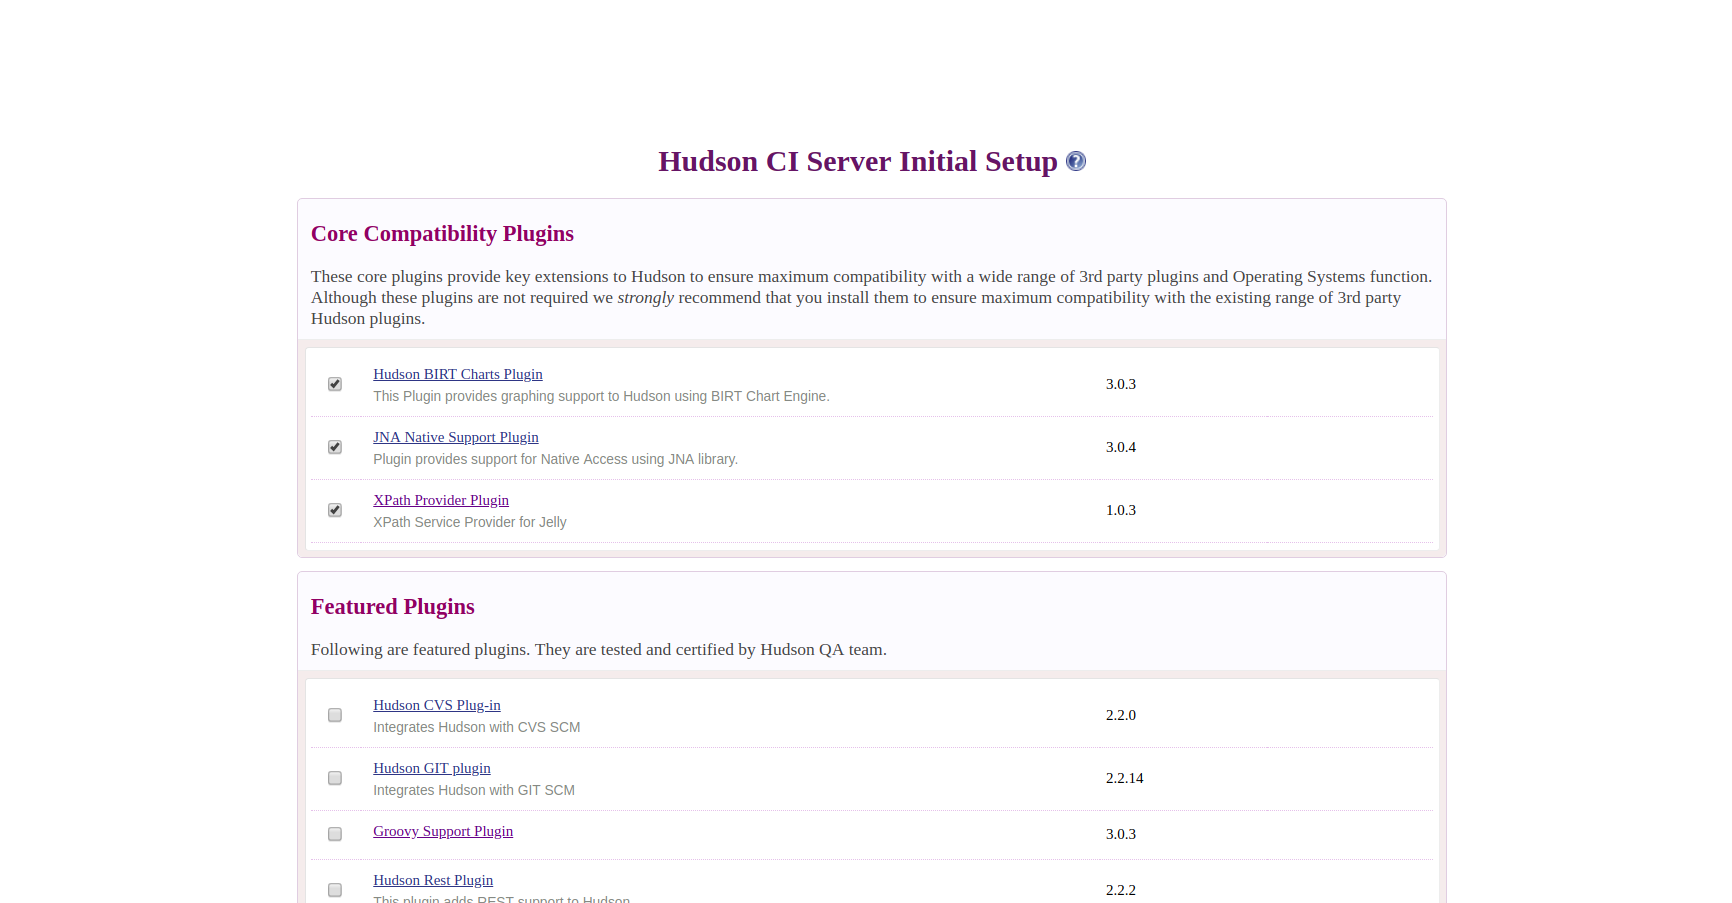 Hudson CI Server Initial Setup
Core Compatibility Plugins
These core plugins provide key extensions to Hudson to ensure maximum compatibility with a wide range of 3rd party plugins and Operating Systems function.
Although these plugins are not required we strongly recommend that you install them to ensure maximum compatibility with the existing range of 3rd party
Hudson plugins.
Hudson BIRT Charts Plugin
This Plugin provides graphing support to Hudson using BIRT Chart Engine.
3.0.3
JNA Native Support Plugin
Plugin provides support for Native Access using JNA library.
3.0.4
XPath Provider Plugin
XPath Service Provider for Jelly
1.0.3
Featured Plugins
Following are featured plugins. They are tested and certified by Hudson QA team.
Hudson CVS Plug-in
Integrates Hudson with CVS SCM
2.2.0
Hudson GIT plugin
Integrates Hudson with GIT SCM
2.2.14
Groovy Support Plugin
3.0.3
Hudson Rest Plugin
This plugin adds REST support to Hudson
2.2.2